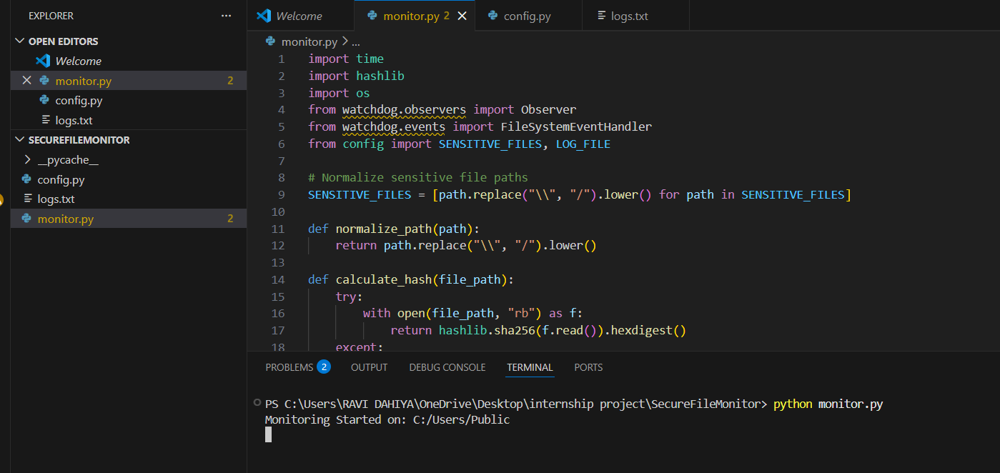 EXPLORER ...
OPEN EDITORS
Welcome
monitor.py 2
config.py
logs.txt
SECUREFILEMONITOR
__pycache__
config.py
logs.txt
monitor.py 2
Welcome monitor.py 2 config.py logs.txt
monitor.py > ...
1 import time
2 import hashlib
3 import os
4 from watchdog.observers import Observer
5 from watchdog.events import FileSystemEventHandler
6 from config import SENSITIVE_FILES, LOG_FILE
7
8 # Normalize sensitive file paths
9 SENSITIVE_FILES = [path.replace("\\", "/").lower() for path in SENSITIVE_FILES]
10
11 def normalize_path(path):
12 return path.replace("\\", "/").lower()
13
14 def calculate_hash(file_path):
15 try:
16 with open(file_path, "rb") as f:
17 return hashlib.sha256(f.read()).hexdigest()
18 except:
PROBLEMS 2 OUTPUT DEBUG CONSOLE TERMINAL PORTS
PS C:\Users\RAVI DAHIYA\OneDrive\Desktop\internship project\SecureFileMonitor> python monitor.py
Monitoring Started on: C:/Users/Public